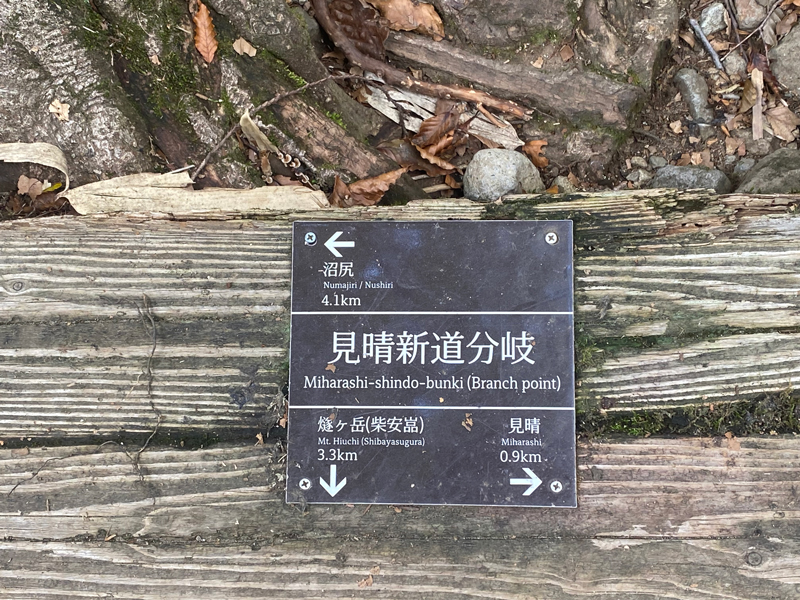 ←
沼尻
Numajiri / Nushiri
4.1km
見晴新道分岐
Miharashi-shindo-bunki (Branch point)
燧ヶ岳(柴安嵓)
Mt. Hiuchi (Shibayasugura)
3.3km
↓
見晴
Miharashi
0.9km
→